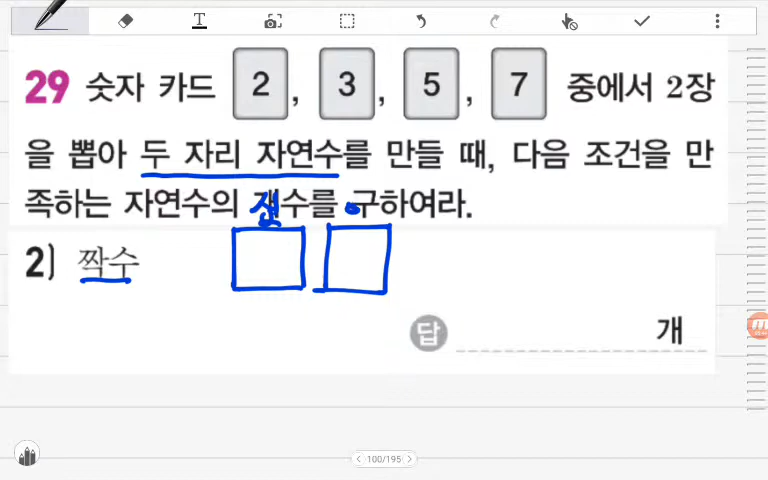 T
29 숫자 카드 2, 3, 5, 7 중에서 2장
을 뽑아 두 자리 자연수를 만들 때, 다음 조건을 만
족하는 자연수의 개수를 구하여라.
2) 짝수
답 개
100/195